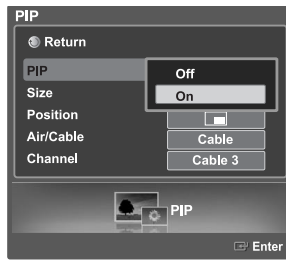 PIP
Return
PIP
Off
On
Size
Position
Air/Cable Cable
Channel Cable 3
PIP
Enter